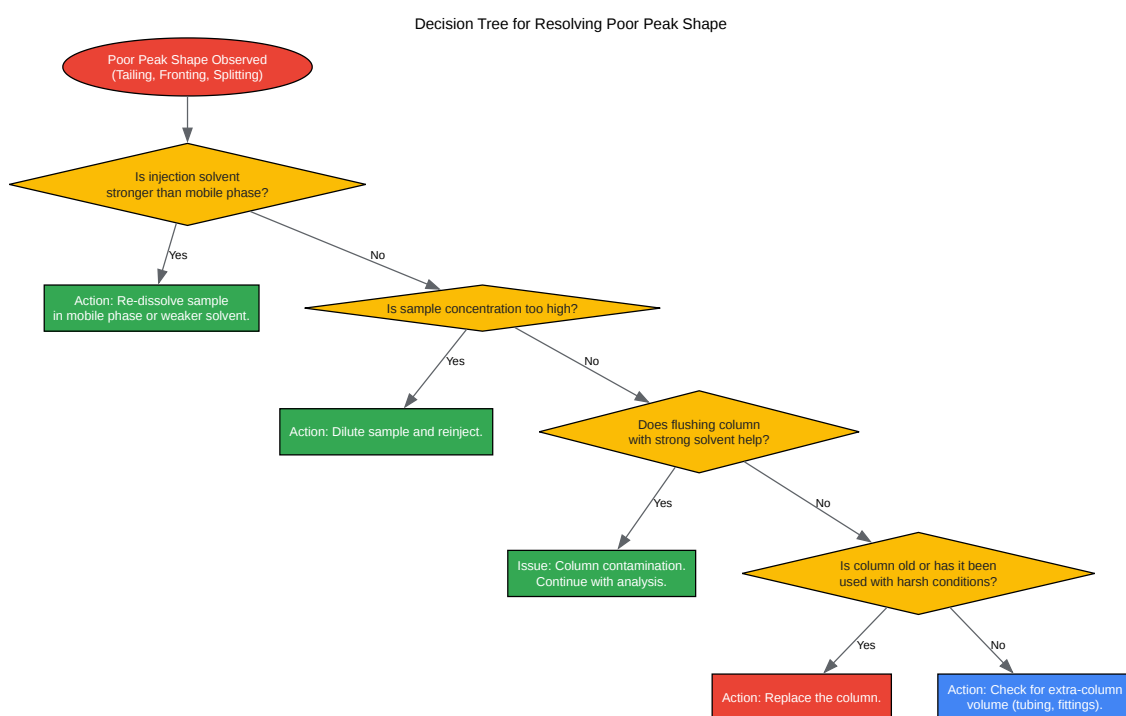 Decision Tree for Resolving Poor Peak Shape
Poor Peak Shape Observed
(Tailing, Fronting, Splitting)
Is injection solvent
stronger than mobile phase?
Yes
No
Action: Re-dissolve sample
in mobile phase or weaker solvent.
Is sample concentration too high?
Yes
No
Action: Dilute sample and reinject.
Does flushing column
with strong solvent help?
Yes
No
Issue: Column contamination.
Continue with analysis.
Is column old or has it been
used with harsh conditions?
Yes
No
Action: Replace the column.
Action: Check for extra-column
volume (tubing, fittings).